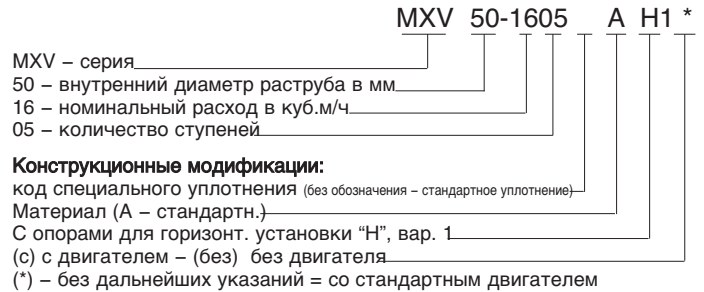 MXV 50-1605 A H1 *
MXV – серия
50 – внутренний диаметр раструба в мм
16 – номинальный расход в куб.м/ч
05 – количество ступеней
Конструкционные модификации:
код специального уплотнения (без обозначения – стандартное уплотнение)
Материал (А – стандартн.)
С опорами для горизонт. установки “Н”, вар. 1
(с) с двигателем – (без) без двигателя
(*) – без дальнейших указаний = со стандартным двигателем